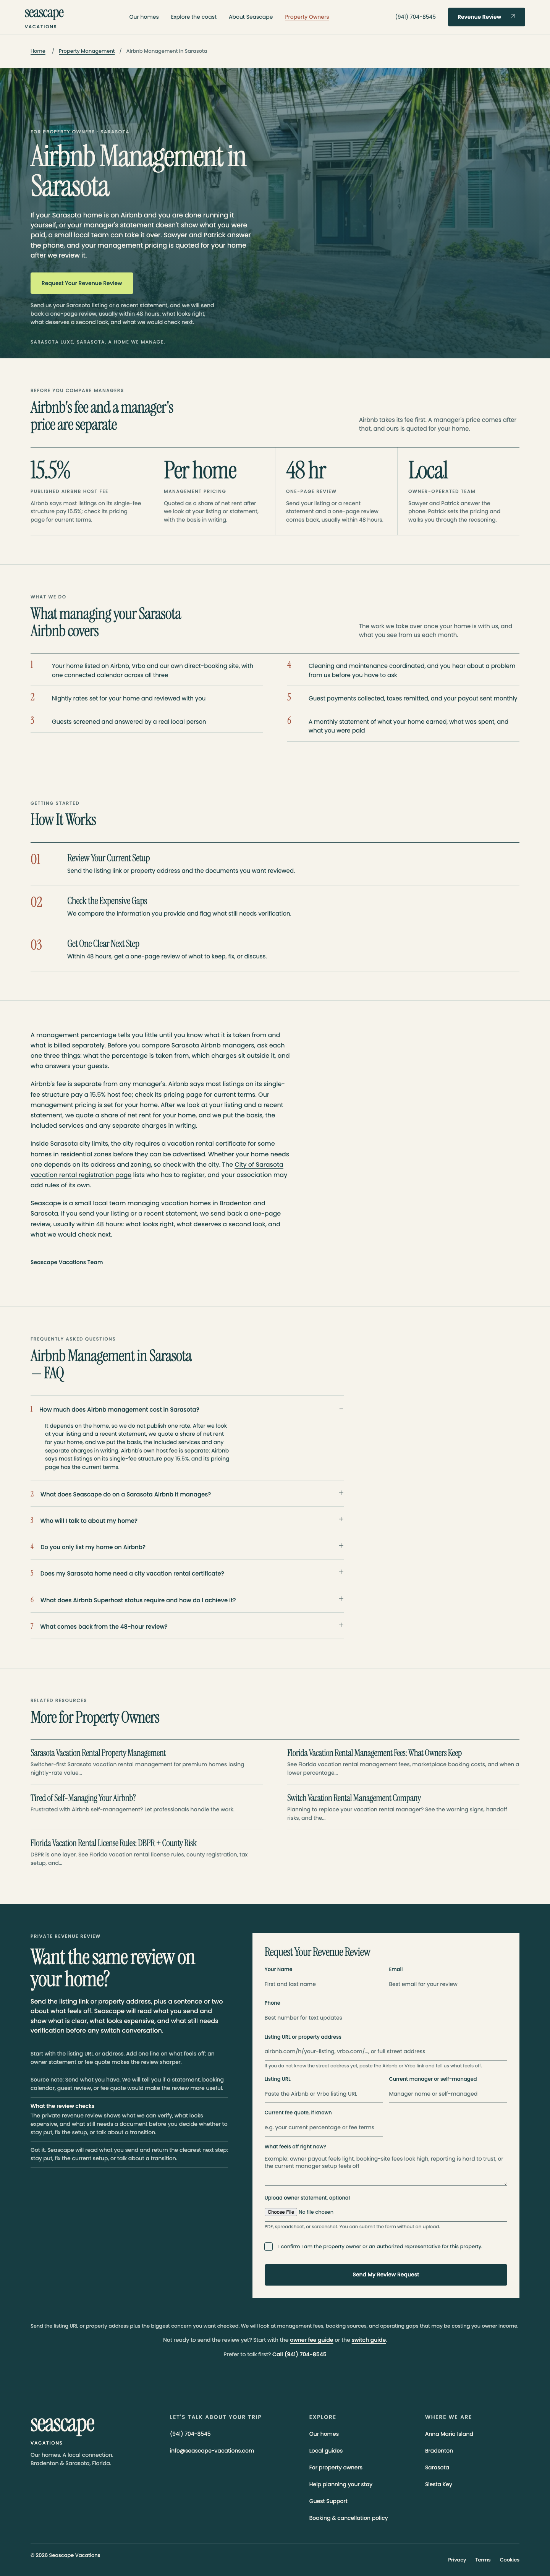 seascape
VACATIONS
Our homes
Explore the coast
About Seascape
Property Owners
(941) 704-8545
Revenue Review
Home / Property Management / Airbnb Management in Sarasota
FOR PROPERTY OWNERS · SARASOTA
Airbnb Management in
Sarasota
If your Sarasota home is on Airbnb and you are done running it
yourself, or your manager's statement doesn't show what you were
paid, a small local team can take it over. Sawyer and Patrick answer
the phone, and your management pricing is quoted for your home
after we review it.
Request Your Revenue Review
Send us your Sarasota listing or a recent statement, and we will send
back a one-page review, usually within 48 hours: what looks right,
what deserves a second look, and what we would check next.
SARASOTA LUXE, SARASOTA. A HOME WE MANAGE.
BEFORE YOU COMPARE MANAGERS
Airbnb's fee and a manager's
price are separate
Airbnb takes its fee first. A manager's price comes after
that, and ours is quoted for your home.
15.5%
PUBLISHED AIRBNB HOST FEE
Airbnb says most listings on its single-fee
structure pay 15.5%; check its pricing
page for current terms.
Per home
MANAGEMENT PRICING
Quoted as a share of net rent after
we look at your listing or statement,
with the basis in writing.
48 hr
ONE-PAGE REVIEW
Send your listing or a recent
statement and a one-page review
comes back, usually within 48 hours.
Local
OWNER-OPERATED TEAM
Sawyer and Patrick answer the
phone. Patrick sets the pricing and
walks you through the reasoning.
WHAT WE DO
What managing your Sarasota
Airbnb covers
The work we take over once your home is with us, and
what you see from us each month.
1
Your home listed on Airbnb, Vrbo and our own direct-booking site, with
one connected calendar across all three
2
Nightly rates set for your home and reviewed with you
3
Guests screened and answered by a real local person
4
Cleaning and maintenance coordinated, and you hear about a problem
from us before you have to ask
5
Guest payments collected, taxes remitted, and your payout sent monthly
6
A monthly statement of what your home earned, what was spent, and
what you were paid
GETTING STARTED
How It Works
01
Review Your Current Setup
Send the listing link or property address and the documents you want reviewed.
02
Check the Expensive Gaps
We compare the information you provide and flag what still needs verification.
03
Get One Clear Next Step
Within 48 hours, get a one-page review of what to keep, fix, or discuss.
A management percentage tells you little until you know what it is taken from and
what is billed separately. Before you compare Sarasota Airbnb managers, ask each
one three things: what the percentage is taken from, which charges sit outside it, and
who answers your guests.
Airbnb's fee is separate from any manager's. Airbnb says most listings on its single-
fee structure pay a 15.5% host fee; check its pricing page for current terms. Our
management pricing is set for your home. After we look at your listing and a recent
statement, we quote a share of net rent for your home, and we put the basis, the
included services and any separate charges in writing.
Inside Sarasota city limits, the city requires a vacation rental certificate for some
homes in residential zones before they can be advertised. Whether your home needs
one depends on its address and zoning, so check with the city. The City of Sarasota
vacation rental registration page lists who has to register, and your association may
add rules of its own.
Seascape is a small local team managing vacation homes in Bradenton and
Sarasota. If you send your listing or a recent statement, we send back a one-page
review, usually within 48 hours: what looks right, what deserves a second look, and
what we would check next.
Seascape Vacations Team
FREQUENTLY ASKED QUESTIONS
Airbnb Management in Sarasota
— FAQ
1 How much does Airbnb management cost in Sarasota? −
It depends on the home, so we do not publish one rate. After we look
at your listing and a recent statement, we quote a share of net rent
for your home, and we put the basis, the included services and any
separate charges in writing. Airbnb's own host fee is separate: Airbnb
says most listings on its single-fee structure pay 15.5%, and its pricing
page has the current terms.
2 What does Seascape do on a Sarasota Airbnb it manages? +
3 Who will I talk to about my home? +
4 Do you only list my home on Airbnb? +
5 Does my Sarasota home need a city vacation rental certificate? +
6 What does Airbnb Superhost status require and how do I achieve it? +
7 What comes back from the 48-hour review? +
RELATED RESOURCES
More for Property Owners
Sarasota Vacation Rental Property Management
Switcher-first Sarasota vacation rental management for premium homes losing
nightly-rate value...
Florida Vacation Rental Management Fees: What Owners Keep
See Florida vacation rental management fees, marketplace booking costs, and when a
lower percentage...
Tired of Self-Managing Your Airbnb?
Frustrated with Airbnb self-management? Let professionals handle the work.
Switch Vacation Rental Management Company
Planning to replace your vacation rental manager? See the warning signs, handoff
risks, and the...
Florida Vacation Rental License Rules: DBPR + County Risk
DBPR is one layer. See Florida vacation rental license rules, county registration, tax
setup, and...
PRIVATE REVENUE REVIEW
Want the same review on
your home?
Send the listing link or property address, plus a sentence or two
about what feels off. Seascape will read what you send and
show what is clear, what looks expensive, and what still needs
verification before any switch conversation.
Start with the listing URL or address. Add one line on what feels off; an
owner statement or fee quote makes the review sharper.
Source note: Send what you have. We will tell you if a statement, booking
calendar, guest review, or fee quote would make the review more useful.
What the review checks
The private revenue review shows what we can verify, what looks
expensive, and what still needs a document before you decide whether to
stay put, fix the setup, or talk about a transition.
Got it. Seascape will read what you send and return the clearest next step:
stay put, fix the current setup, or talk about a transition.
Request Your Revenue Review
Your Name
First and last name
Email
Best email for your review
Phone
Best number for text updates
Listing URL or property address
airbnb.com/h/your-listing, vrbo.com/..., or full street address
If you do not know the street address yet, paste the Airbnb or Vrbo link and tell us what feels off.
Listing URL
Paste the Airbnb or Vrbo listing URL
Current manager or self-managed
Manager name or self-managed
Current fee quote, if known
e.g. your current percentage or fee terms
What feels off right now?
Example: owner payout feels light, booking-site fees look high, reporting is hard to trust, or
the current manager setup feels off
Upload owner statement, optional
Choose File No file chosen
PDF, spreadsheet, or screenshot. You can submit the form without an upload.
I confirm I am the property owner or an authorized representative for this property.
Send My Review Request
Send the listing URL or property address plus the biggest concern you want checked. We will look at management fees, booking sources, and operating gaps that may be costing you owner income.
Not ready to send the review yet? Start with the owner fee guide or the switch guide.
Prefer to talk first? Call (941) 704-8545
seascape
VACATIONS
Our homes. A local connection.
Bradenton & Sarasota, Florida.
LET'S TALK ABOUT YOUR TRIP
(941) 704-8545
info@seascape-vacations.com
EXPLORE
Our homes
Local guides
For property owners
Help planning your stay
Guest Support
Booking & cancellation policy
WHERE WE ARE
Anna Maria Island
Bradenton
Sarasota
Siesta Key
© 2026 Seascape Vacations
Privacy
Terms
Cookies